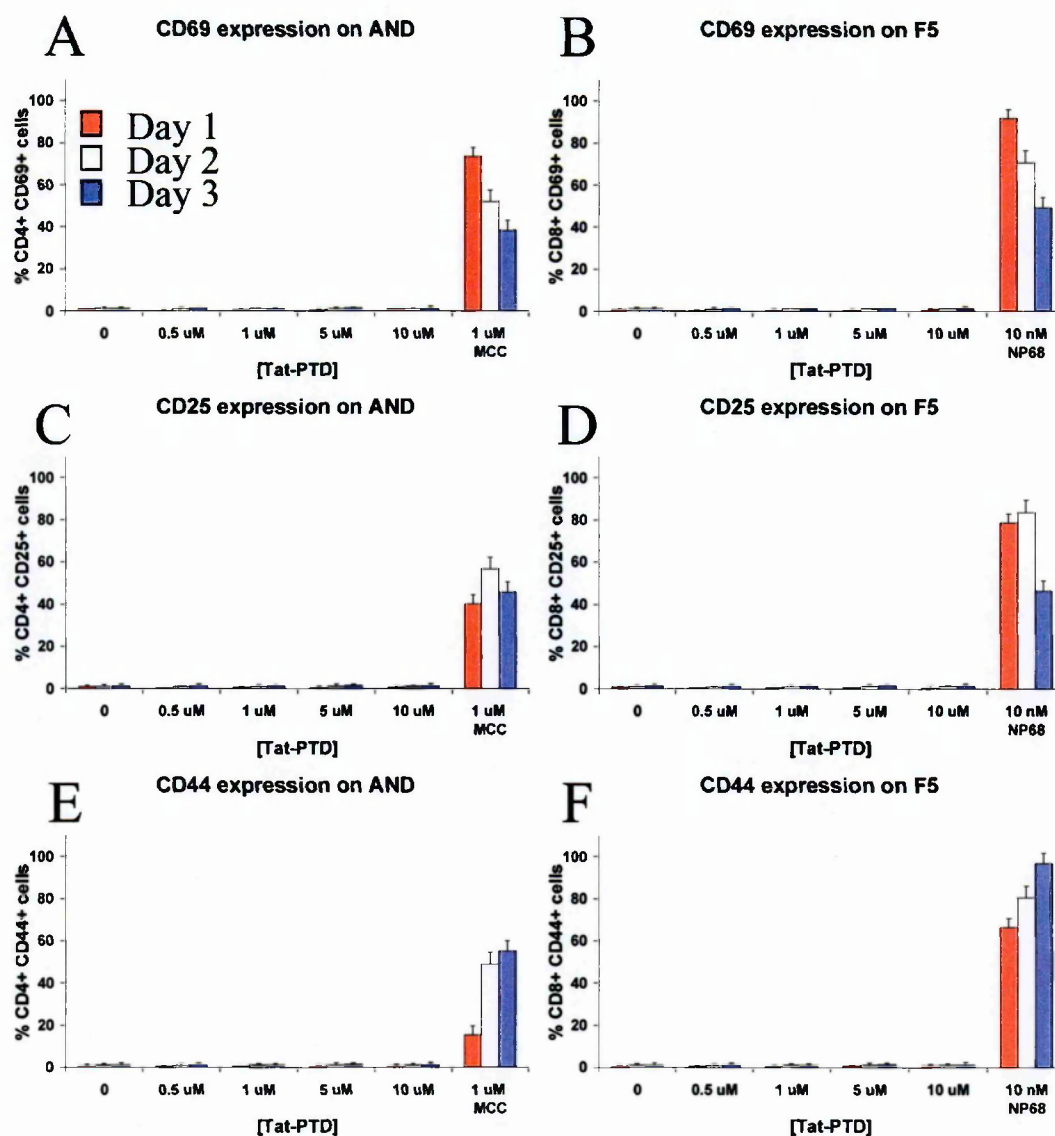 A
CD69 expression on AND
% CD4+ CD69+ cells
100
80
60
40
20
0
Day 1
Day 2
Day 3
0 0.5 uM 1 uM 5 uM 10 uM 1 uM
MCC
[Tat-PTD]
B
CD69 expression on F5
% CD8+ CD69+ cells
100
80
60
40
20
0
0 0.5 uM 1 uM 5 uM 10 uM 10 nM
NP68
[Tat-PTD]
C
CD25 expression on AND
% CD4+ CD25+ cells
100
80
60
40
20
0
0 0.5 uM 1 uM 5 uM 10 uM 1 uM
MCC
[Tat-PTD]
D
CD25 expression on F5
% CD8+ CD25+ cells
100
80
60
40
20
0
0 0.5 uM 1 uM 5 uM 10 uM 10 nM
NP68
[Tat-PTD]
E
CD44 expression on AND
% CD4+ CD44+ cells
100
80
60
40
20
0
0 0.5 uM 1 uM 5 uM 10 uM 1 uM
MCC
[Tat-PTD]
F
CD44 expression on F5
% CD8+ CD44+ cells
100
80
60
40
20
0
0 0.5 uM 1 uM 5 uM 10 uM 10 nM
NP68
[Tat-PTD]